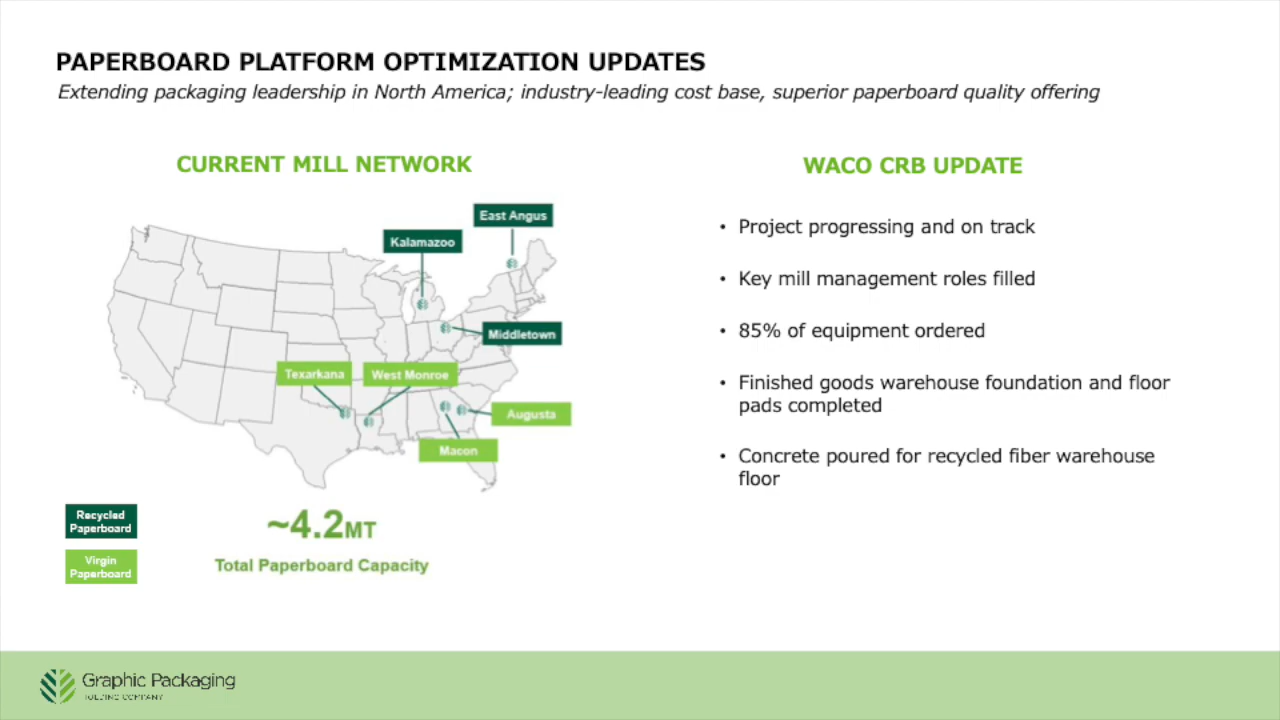 PAPERBOARD PLATFORM OPTIMIZATION UPDATES
Extending packaging leadership in North America; industry-leading cost base, superior paperboard quality offering
CURRENT MILL NETWORK
East Angus
Kalamazoo
Middletown
Texarkana
West Monroe
Augusta
Macon
Recycled
Paperboard
Virgin
Paperboard
~4.2MT
Total Paperboard Capacity
WACO CRB UPDATE
• Project progressing and on track
• Key mill management roles filled
• 85% of equipment ordered
• Finished goods warehouse foundation and floor
pads completed
• Concrete poured for recycled fiber warehouse
floor
Graphic Packaging
HOLDING COMPANY